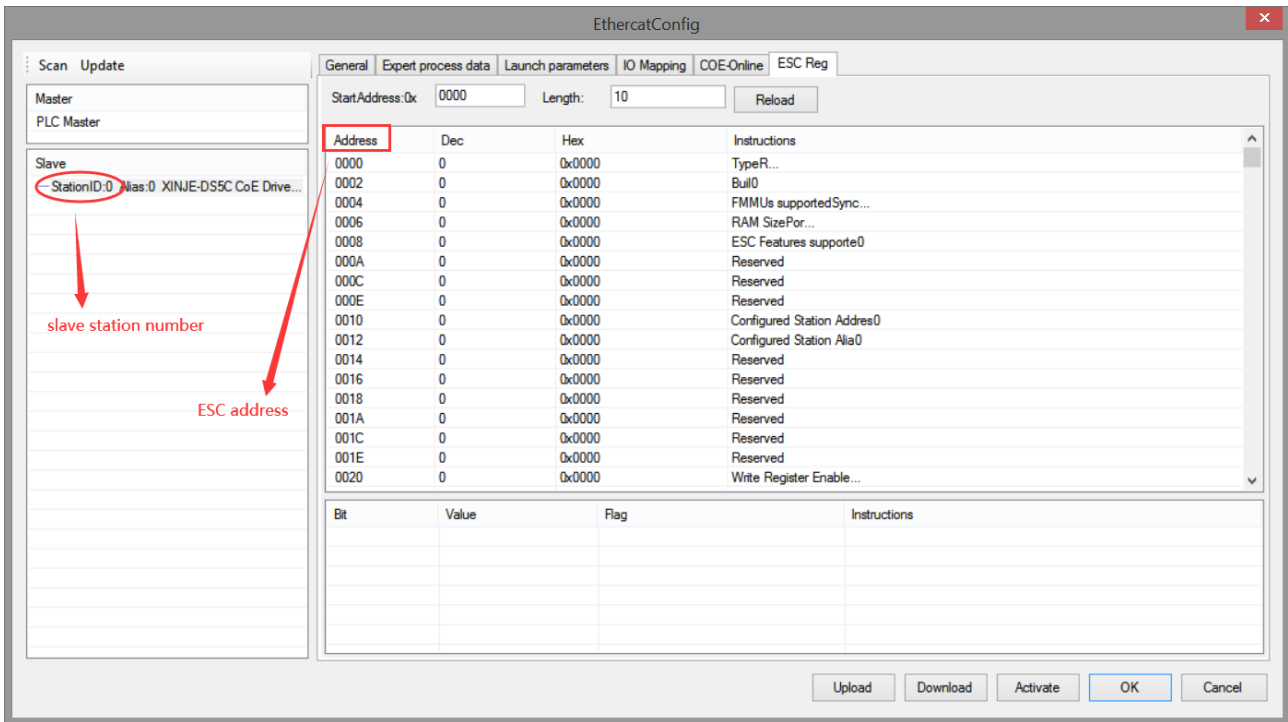 EthercatConfig
Scan Update
Master
PLC Master
Slave
StationID:0 Alias:0 XINJE-DS5C CoE Drive...
slave station number
ESC address
General Expert process data Launch parameters IO Mapping COE-Online ESC Reg
StartAddress:0x 0000 Length: 10 Reload
Address Dec Hex Instructions
0000 0 0x0000 TypeR...
0002 0 0x0000 Buil0
0004 0 0x0000 FMMUs supportedSync...
0006 0 0x0000 RAM SizePor...
0008 0 0x0000 ESC Features supporte0
000A 0 0x0000 Reserved
000C 0 0x0000 Reserved
000E 0 0x0000 Reserved
0010 0 0x0000 Configured Station Addres0
0012 0 0x0000 Configured Station Alia0
0014 0 0x0000 Reserved
0016 0 0x0000 Reserved
0018 0 0x0000 Reserved
001A 0 0x0000 Reserved
001C 0 0x0000 Reserved
001E 0 0x0000 Reserved
0020 0 0x0000 Write Register Enable...
Bit Value Flag Instructions
Upload Download Activate OK Cancel